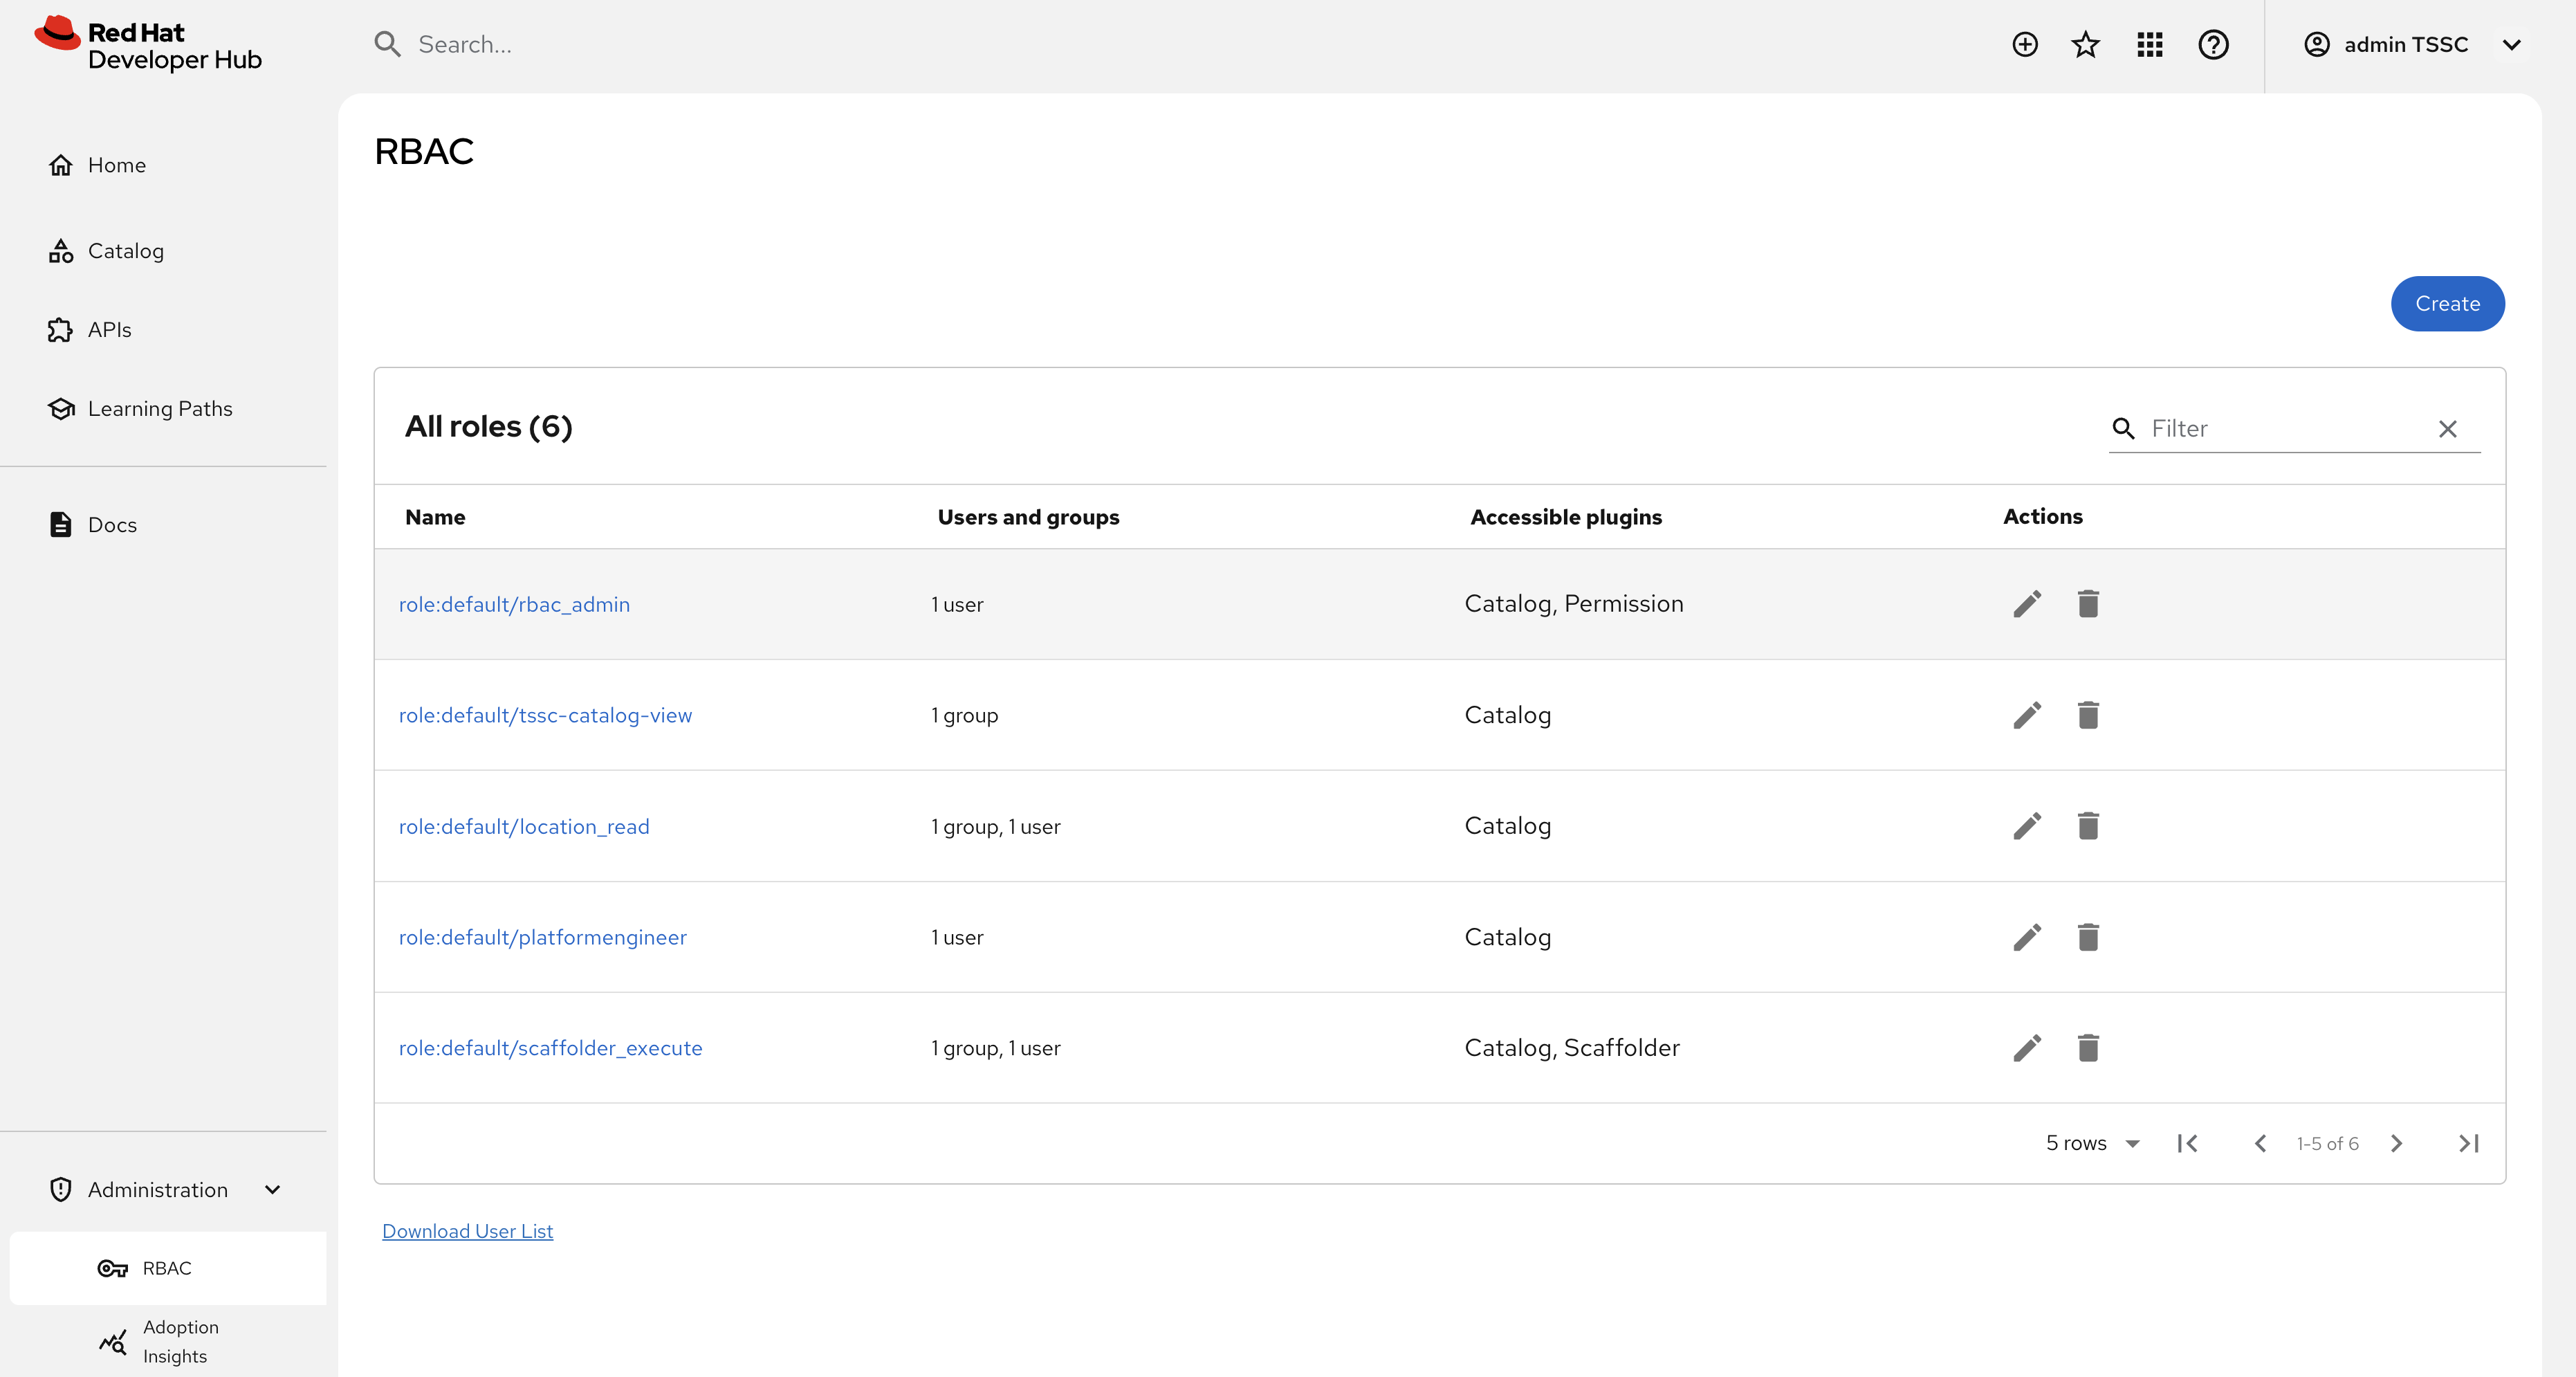 Red Hat
Developer Hub
Search...
admin TSSC
Home
Catalog
APIs
Learning Paths
Docs
Administration
RBAC
Adoption
Insights
RBAC
Create
All roles (6)
Filter
Name Users and groups Accessible plugins Actions
role:default/rbac_admin 1 user Catalog, Permission
role:default/tssc-catalog-view 1 group Catalog
role:default/location_read 1 group, 1 user Catalog
role:default/platformengineer 1 user Catalog
role:default/scaffolder_execute 1 group, 1 user Catalog, Scaffolder
5 rows 1-5 of 6
Download User List